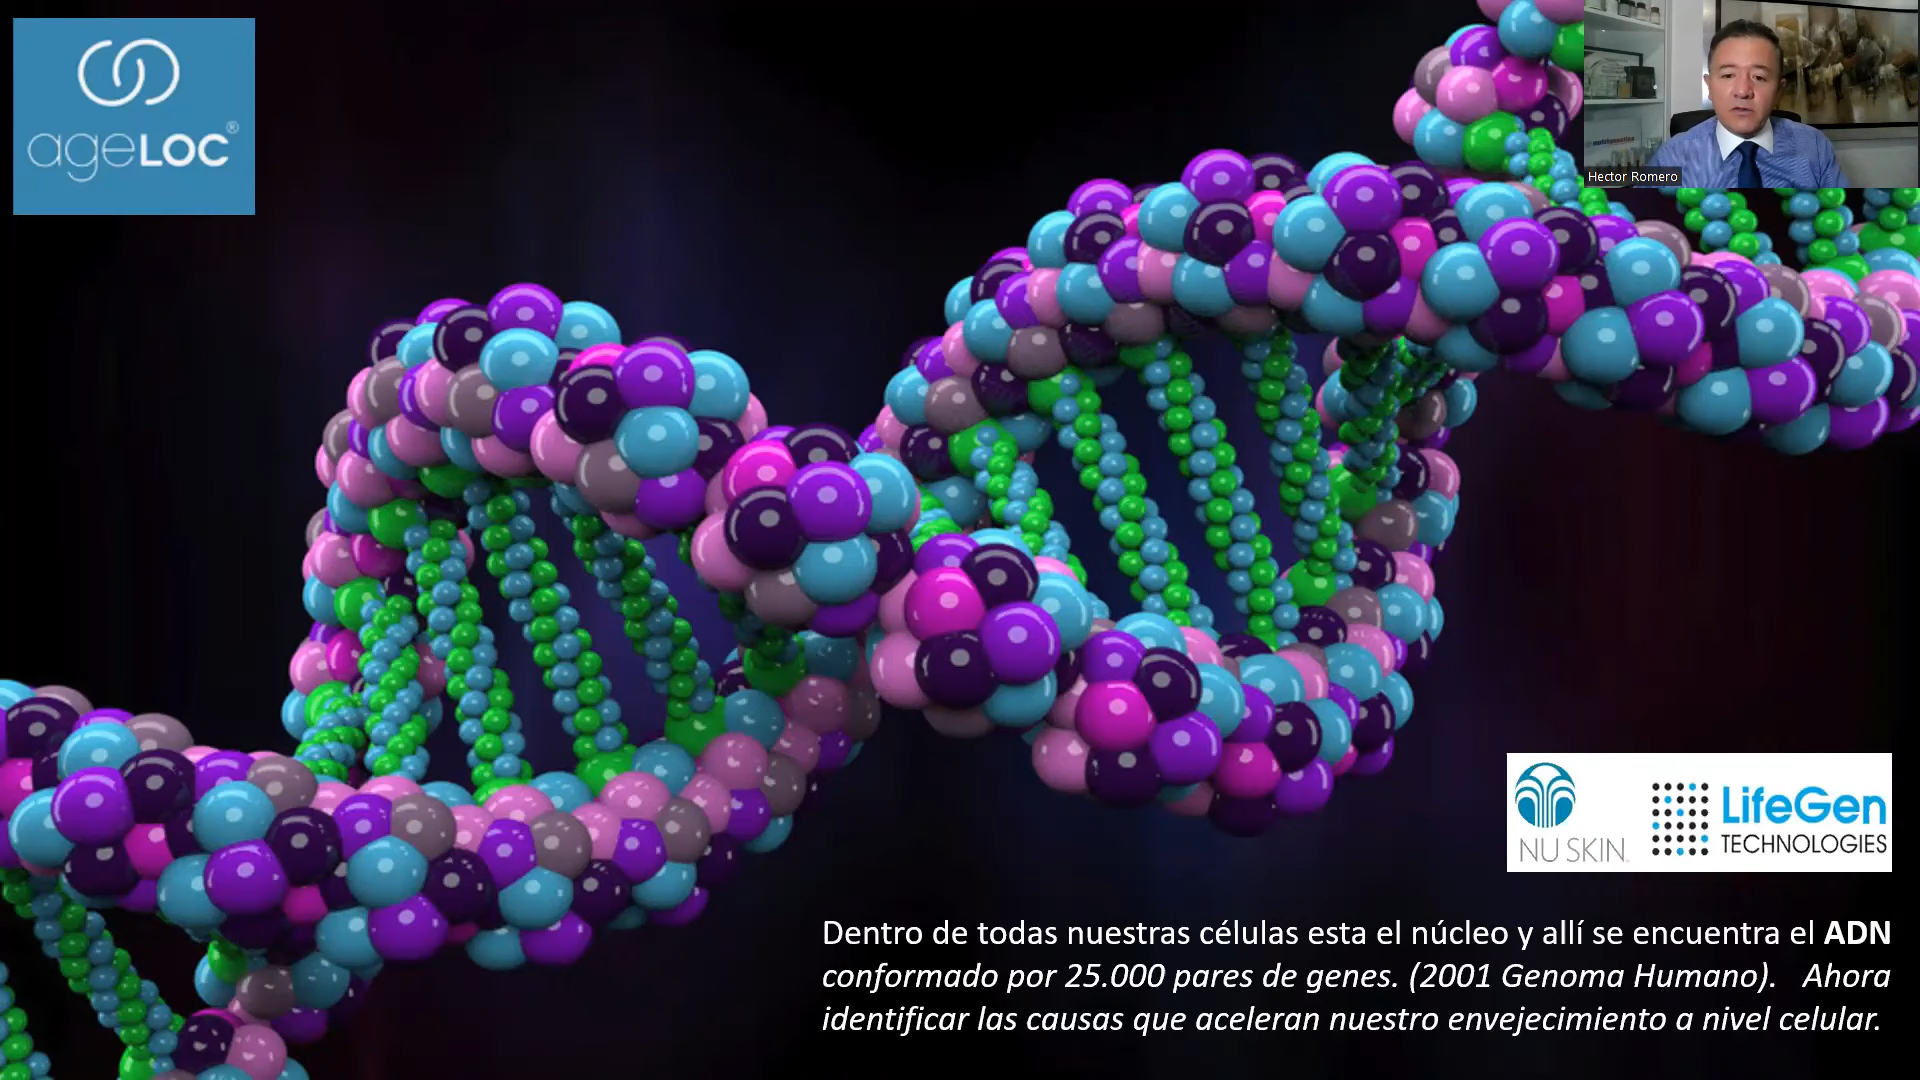 ageLOC®
Hector Romero
NU SKIN
LifeGen
TECHNOLOGIES
Dentro de todas nuestras células esta el núcleo y allí se encuentra el ADN
conformado por 25.000 pares de genes. (2001 Genoma Humano).   Ahora
identificar las causas que aceleran nuestro envejecimiento a nivel celular.